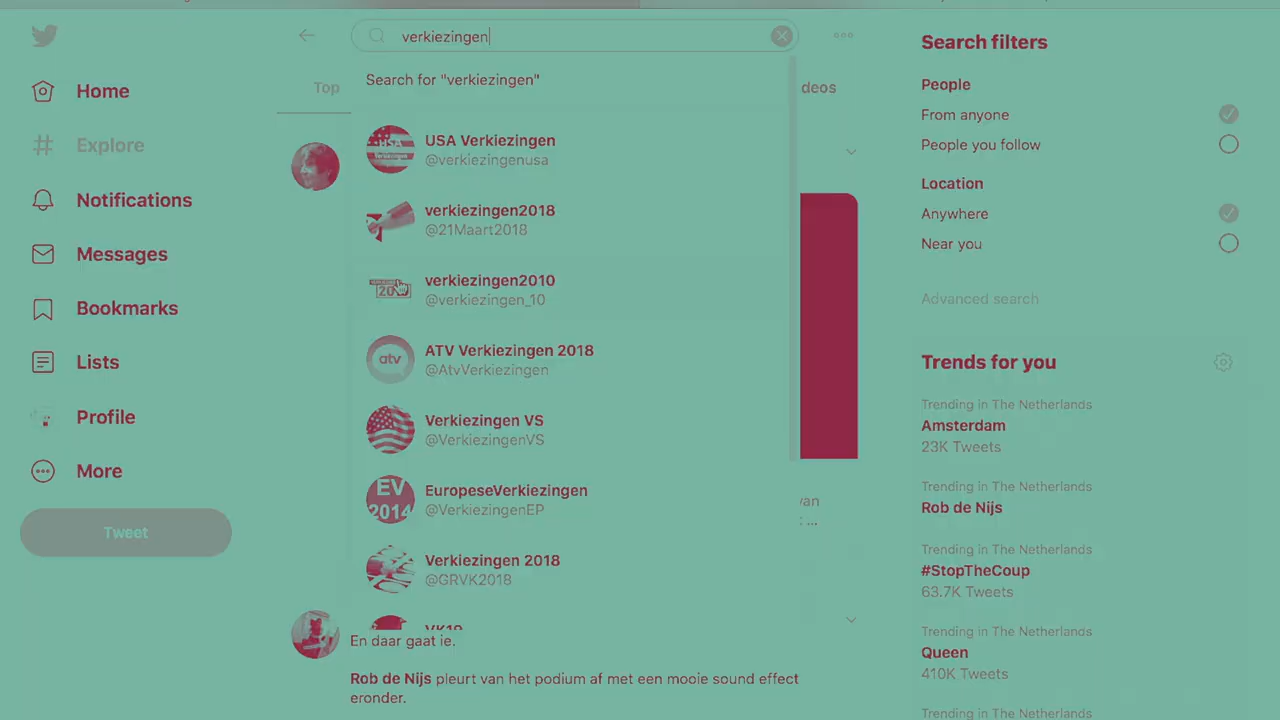 verkiezingen
Home
Explore
Notifications
Messages
Bookmarks
Lists
Profile
More
Tweet
Top
deos
Search for "verkiezingen"
USA Verkiezingen
@verkiezingenusa
verkiezingen2018
@21Maart2018
verkiezingen2010
@verkiezingen_10
atv
ATV Verkiezingen 2018
@AtvVerkiezingen
Verkiezingen VS
@VerkiezingenVS
EV
2014
EuropeseVerkiezingen
@VerkiezingenEP
Verkiezingen 2018
@GRVK2018
VK19
van
...
En daar gaat ie.
Rob de Nijs pleurt van het podium af met een mooie sound effect
eronder.
Search filters
People
From anyone
People you follow
Location
Anywhere
Near you
Advanced search
Trends for you
Trending in The Netherlands
Amsterdam
23K Tweets
Trending in The Netherlands
Rob de Nijs
Trending in The Netherlands
#StopTheCoup
63.7K Tweets
Trending in The Netherlands
Queen
410K Tweets
Trending in The Netherlands